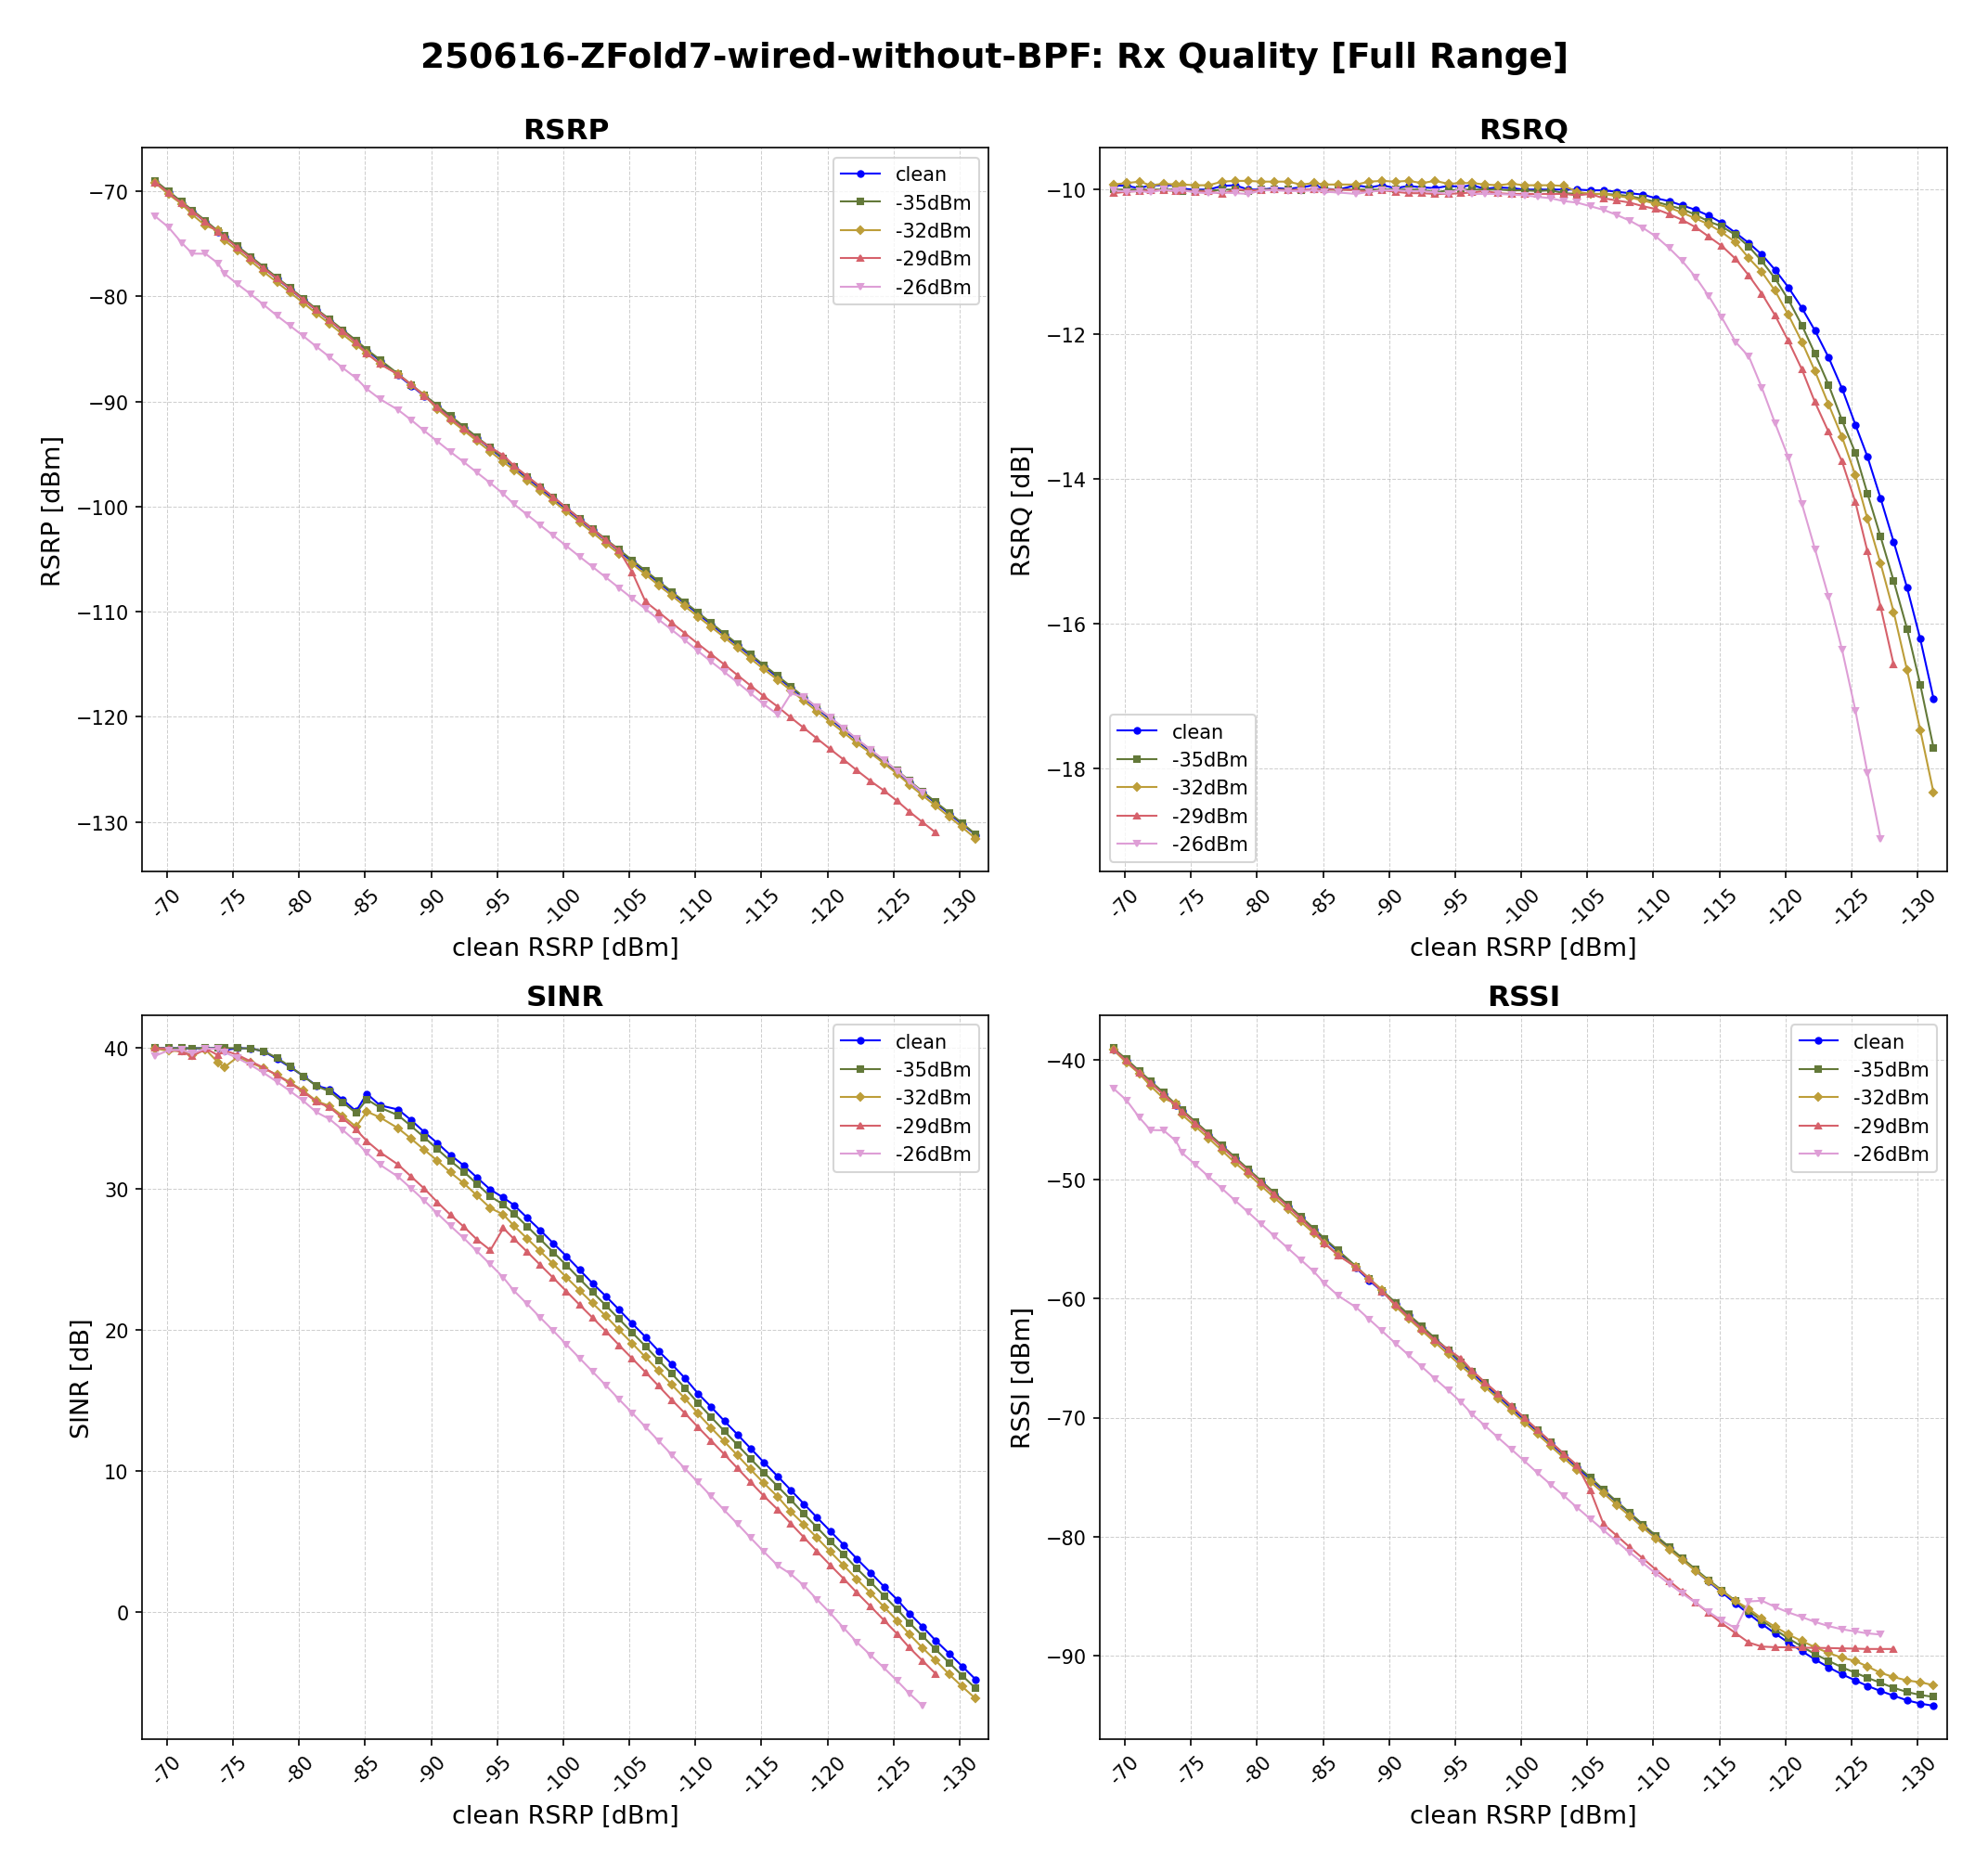 250616-ZFold7-wired-without-BPF: Rx Quality [Full Range]
RSRP
RSRP [dBm]
−70
−80
−90
−100
−110
−120
−130
clean
-35dBm
-32dBm
-29dBm
-26dBm
-70
-75
-80
-85
-90
-95
-100
-105
-110
-115
-120
-125
-130
clean RSRP [dBm]
RSRQ
RSRQ [dB]
−10
−12
−14
−16
−18
clean
-35dBm
-32dBm
-29dBm
-26dBm
-70
-75
-80
-85
-90
-95
-100
-105
-110
-115
-120
-125
-130
clean RSRP [dBm]
SINR
SINR [dB]
40
30
20
10
0
clean
-35dBm
-32dBm
-29dBm
-26dBm
-70
-75
-80
-85
-90
-95
-100
-105
-110
-115
-120
-125
-130
clean RSRP [dBm]
RSSI
RSSI [dBm]
−40
−50
−60
−70
−80
−90
clean
-35dBm
-32dBm
-29dBm
-26dBm
-70
-75
-80
-85
-90
-95
-100
-105
-110
-115
-120
-125
-130
clean RSRP [dBm]